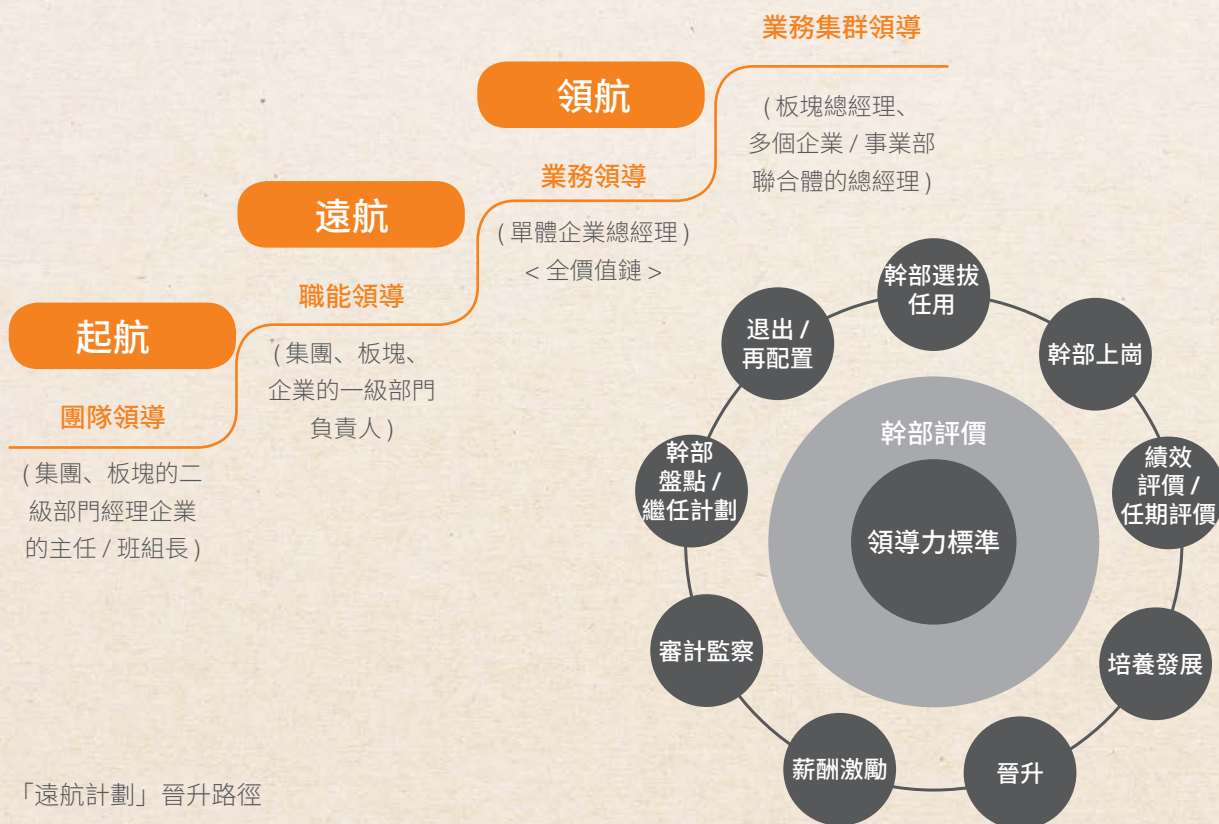 業務集群領導
領航
( 板塊總經理、
多個企業 / 事業部
聯合體的總經理 )
業務領導
( 單體企業總經理 )
< 全價值鏈 >
遠航
職能領導
( 集團、板塊、
企業的一級部門
負責人 )
起航
團隊領導
( 集團、板塊的二
級部門經理企業
的主任 / 班組長 )
幹部選拔
任用
幹部上崗
績效
評價 /
任期評價
培養發展
晉升
薪酬激勵
審計監察
幹部
盤點 /
繼任計劃
退出 /
再配置
幹部評價
領導力標準
「遠航計劃」晉升路徑